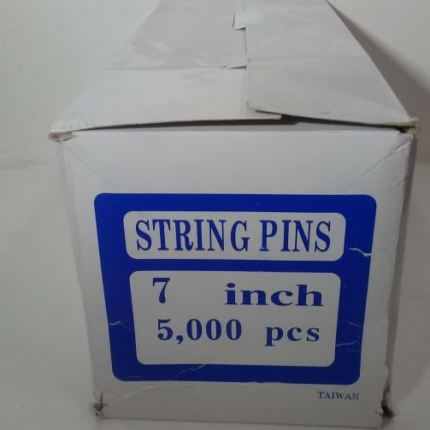 STRING PINS
7 inch
5,000 pcs
TAIWAN